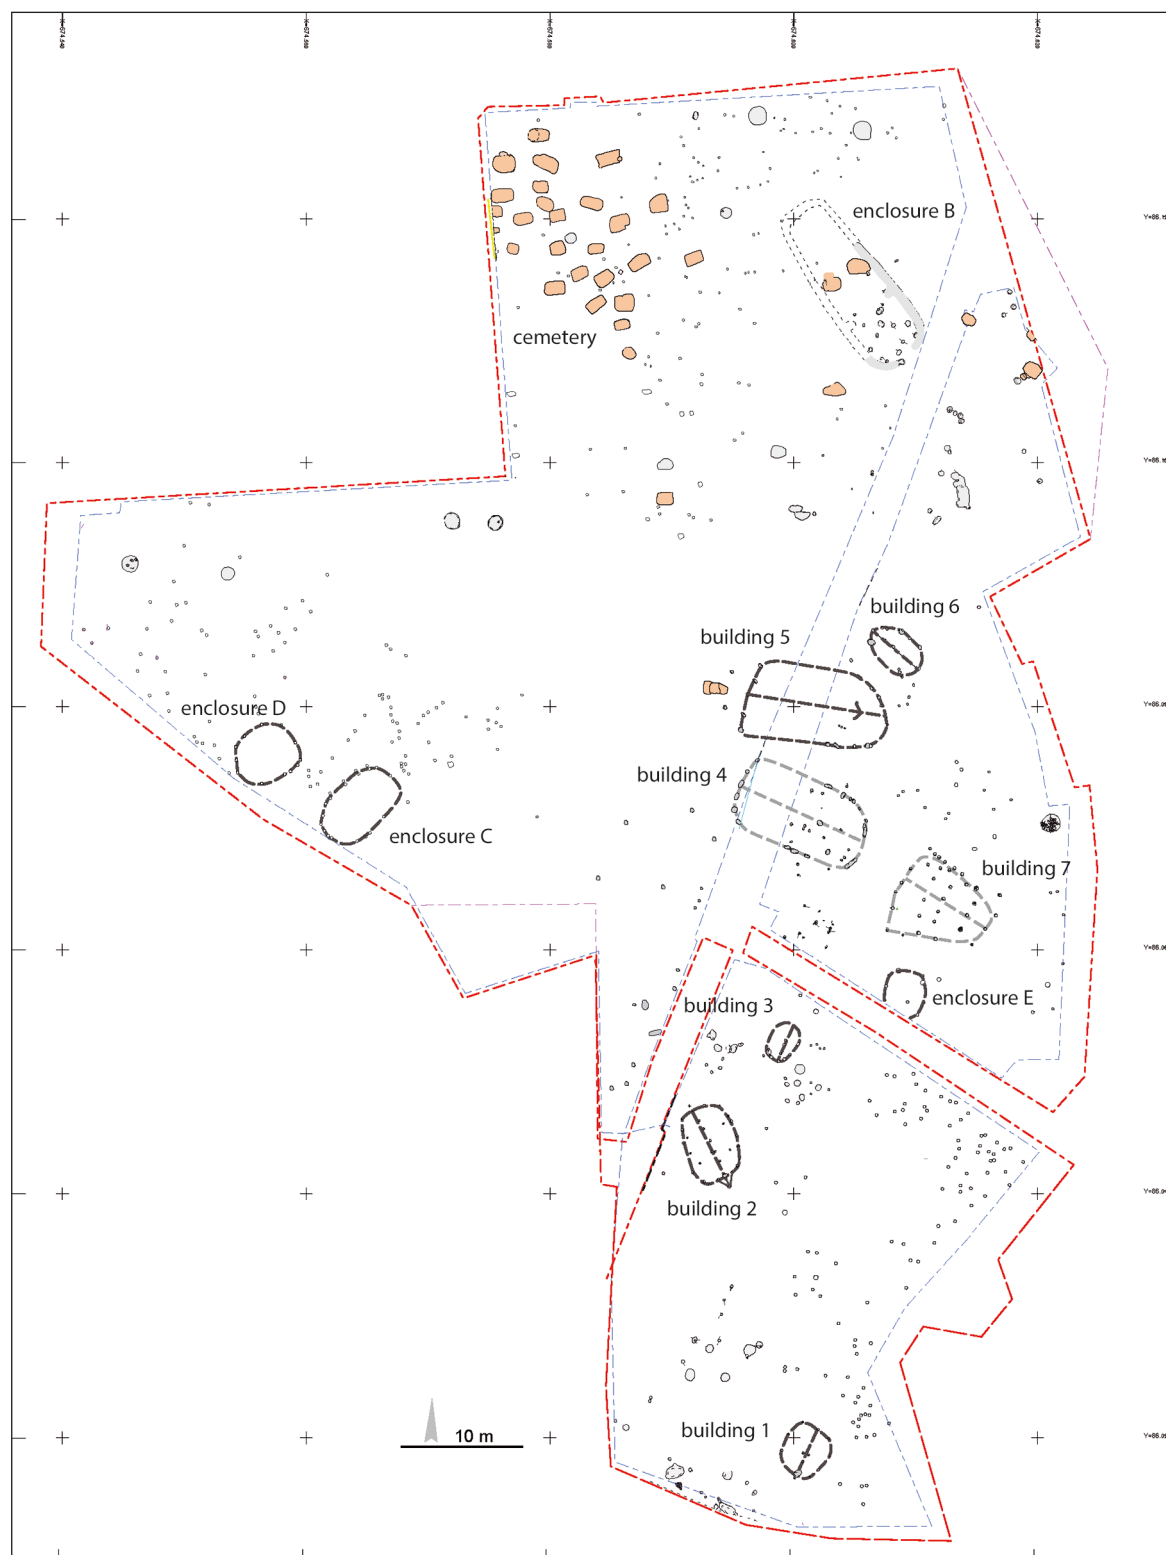 enclosure B
cemetery
building 6
building 5
enclosure D
building 4
enclosure C
building 7
enclosure E
building 3
building 2
building 1
10 m